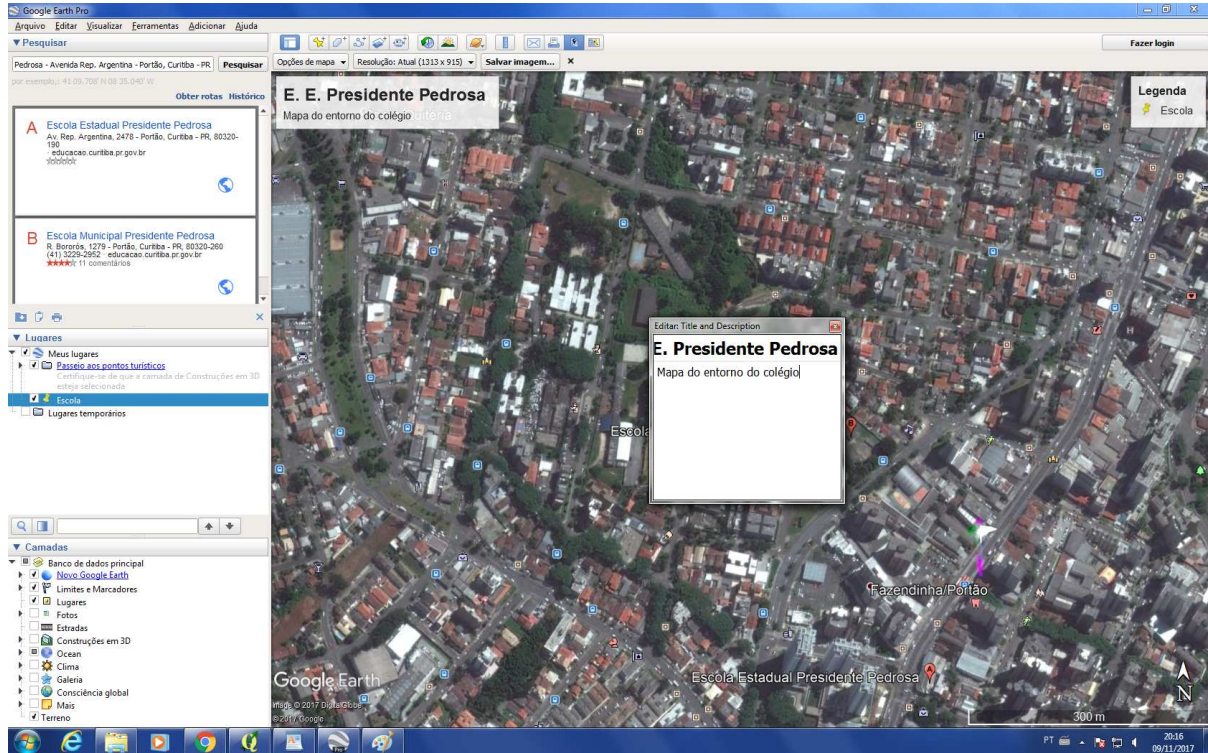 Google Earth Pro
Arquivo Editar Visualizar Ferramentas Adicionar Ajuda
Pesquisar
Pedrosa - Avenida Rep. Argentina - Portão, Curitiba - PR Pesquisar
por exemplo,: 41 09.708' N 08 35.040' W
Obter rotas Histórico
A Escola Estadual Presidente Pedrosa
Av. Rep. Argentina, 2478 - Portão, Curitiba - PR, 80320-
190
· educacao.curitiba.pr.gov.br
B Escola Municipal Presidente Pedrosa
R. Bororós, 1279 - Portão, Curitiba - PR, 80320-260
(41) 3229-2952 · educacao.curitiba.pr.gov.br
11 comentários
Lugares
Meus lugares
Passeio aos pontos turísticos
Certifique-se de que a camada de Construções em 3D
esteja selecionada
Escola
Lugares temporários
Camadas
Banco de dados principal
Novo Google Earth
Limites e Marcadores
Lugares
Fotos
Estradas
Construções em 3D
Ocean
Clima
Galeria
Consciência global
Mais
Terreno
Fazer login
Opções de mapa Resolução: Atual (1313 x 915) Salvar imagem...
E. E. Presidente Pedrosa
Mapa do entorno do colégio
Legenda
Escola
Editar: Title and Description
E. Presidente Pedrosa
Mapa do entorno do colégio
Escola
B
Fazendinha/Portão
Escola Estadual Presidente Pedrosa
A
N
300 m
Google Earth
Image © 2017 DigitalGlobe
©2017 Google
PT
20:16
09/11/2017